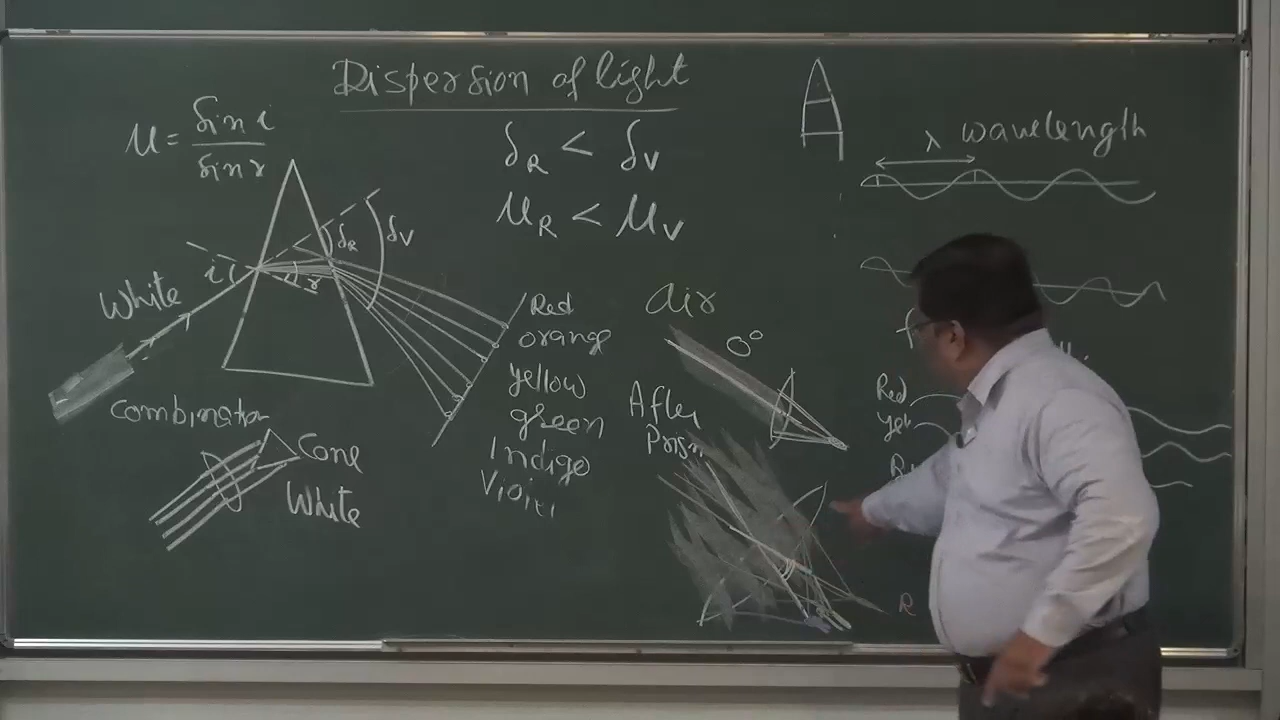 Dispersion of light
μ = sin i / sin r
δR < δV
μR < μV
A
λ wavelength
δR
δV
i
r
White
Red
orange
yellow
green
Indigo
Air
0°
After
Prism
combination
Cone
White
f
Red
R